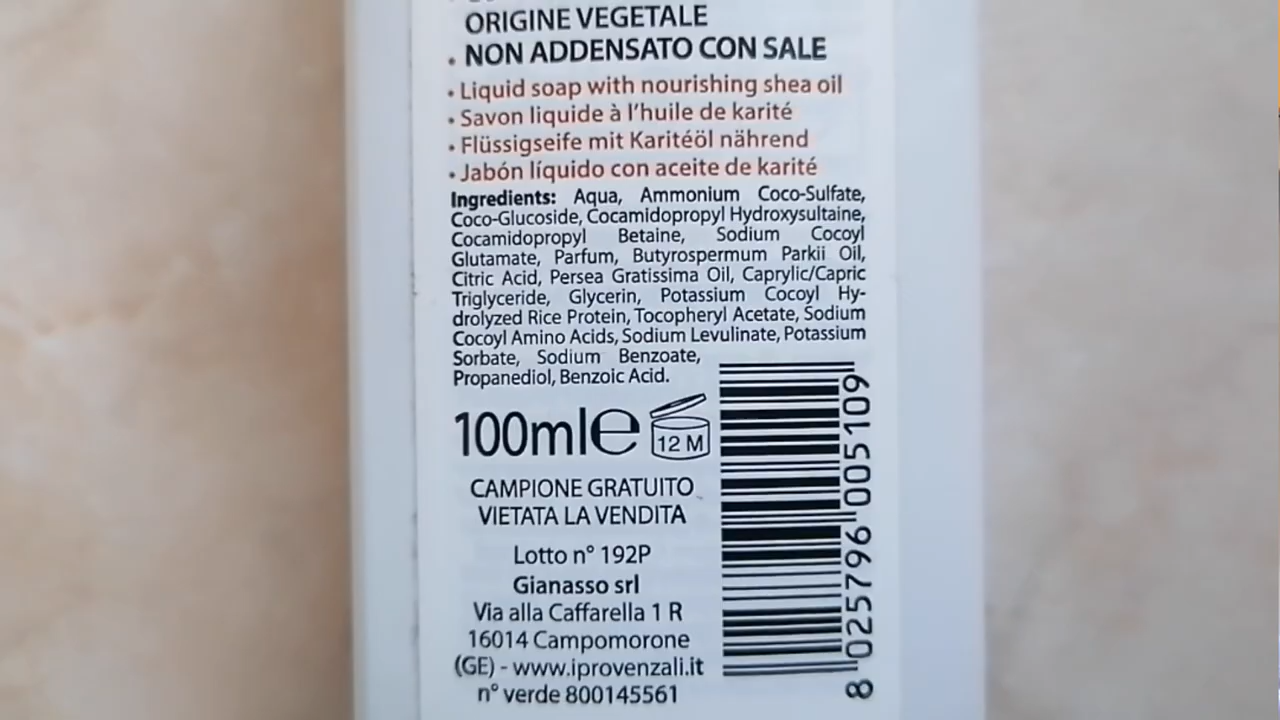 ORIGINE VEGETALE
• NON ADDENSATO CON SALE
• Liquid soap with nourishing shea oil
• Savon liquide à l'huile de karité
• Flüssigseife mit Karitéöl nährend
• Jabón líquido con aceite de karité
Ingredients: Aqua, Ammonium Coco-Sulfate,
Coco-Glucoside, Cocamidopropyl Hydroxysultaine,
Cocamidopropyl Betaine, Sodium Cocoyl
Glutamate, Parfum, Butyrospermum Parkii Oil,
Citric Acid, Persea Gratissima Oil, Caprylic/Capric
Triglyceride, Glycerin, Potassium Cocoyl Hy-
drolyzed Rice Protein, Tocopheryl Acetate, Sodium
Cocoyl Amino Acids, Sodium Levulinate, Potassium
Sorbate, Sodium Benzoate,
Propanediol, Benzoic Acid.
100ml℮ 12 M
CAMPIONE GRATUITO
VIETATA LA VENDITA
Lotto n° 192P
Gianasso srl
Via alla Caffarella 1 R
16014 Campomorone
(GE) - www.iprovenzali.it
n° verde 800145561
8 025796 005109